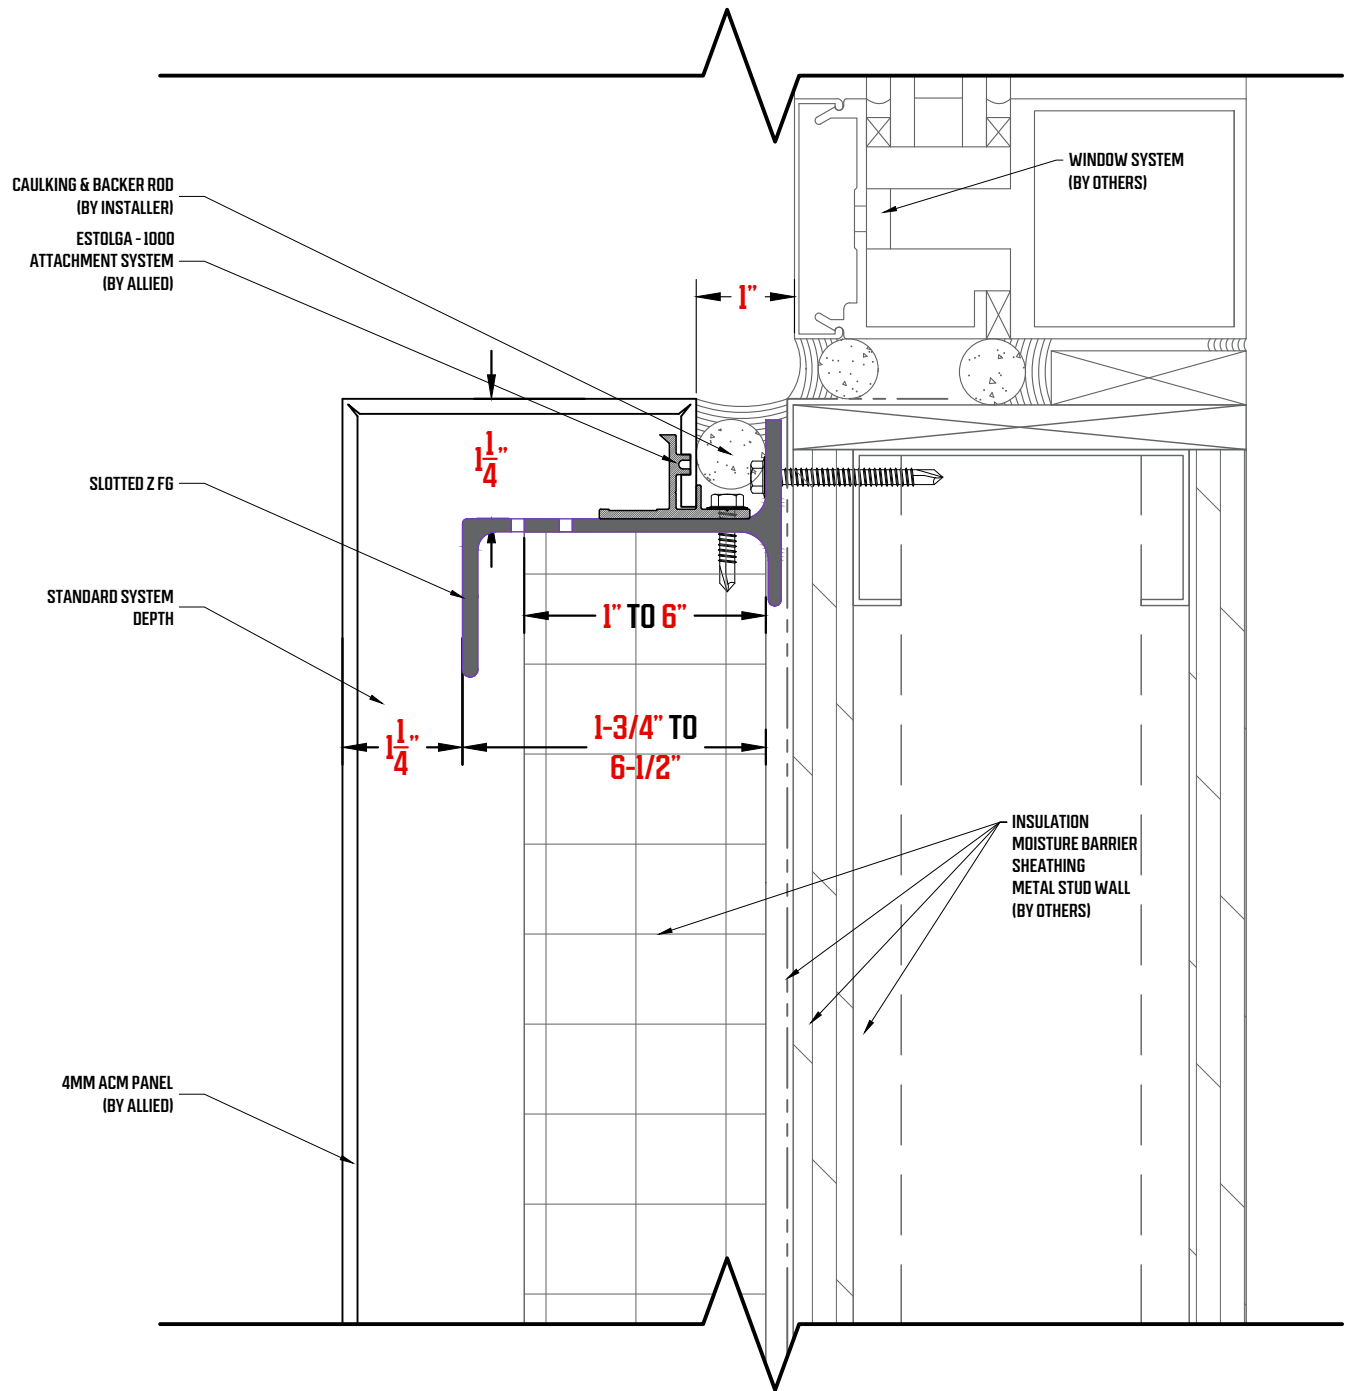 WINDOW SYSTEM
(BY OTHERS)
CAULKING & BACKER ROD
(BY INSTALLER)
ESTOLGA - 1000
ATTACHMENT SYSTEM
(BY ALLIED)
1"
1 1/4"
SLOTTED Z FG
STANDARD SYSTEM
DEPTH
1" TO 6"
1 1/4"
1-3/4" TO
6-1/2"
INSULATION
MOISTURE BARRIER
SHEATHING
METAL STUD WALL
(BY OTHERS)
4MM ACM PANEL
(BY ALLIED)